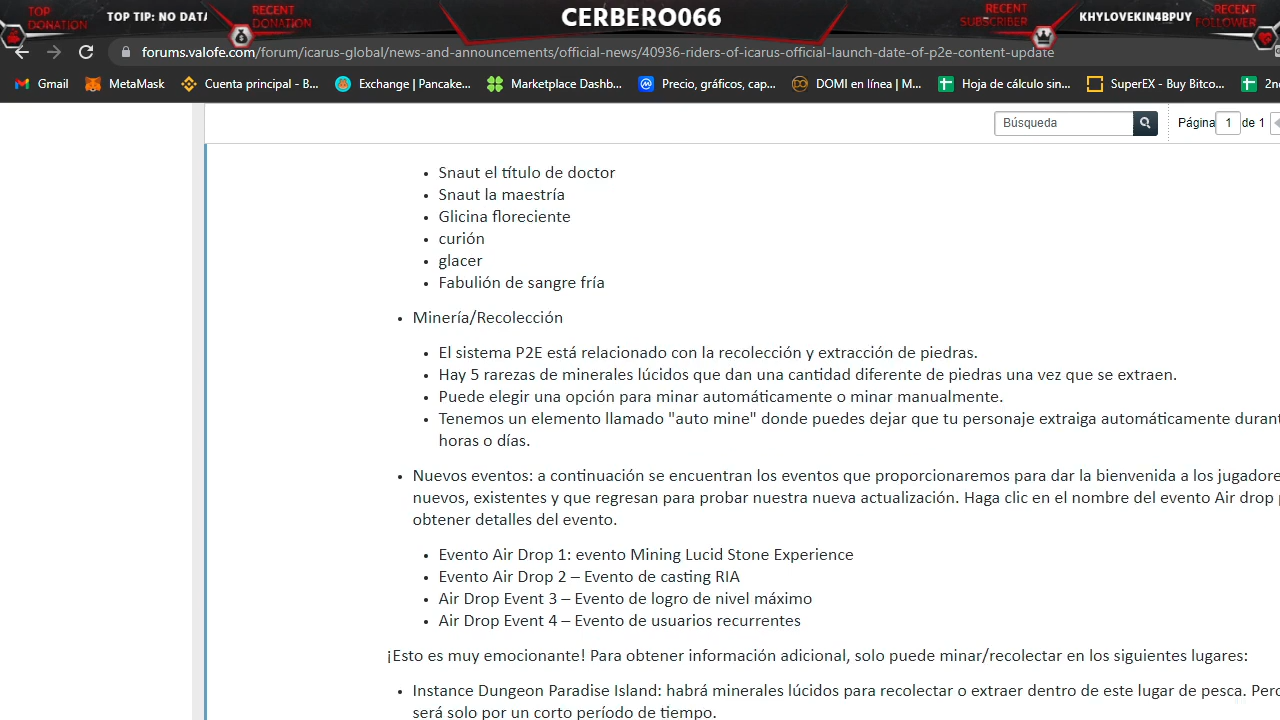 TOP
DONATION
TOP TIP: NO DATA
RECENT
DONATION
CERBERO066
RECENT
SUBSCRIBER
KHYLOVEKIN4BPUY
RECENT
FOLLOWER
forums.valofe.com/forum/icarus-global/news-and-announcements/official-news/40936-riders-of-icarus-official-launch-date-of-p2e-content-update
Gmail
MetaMask
Cuenta principal - B...
Exchange | Pancake...
Marketplace Dashb...
Precio, gráficos, cap...
DOMI en línea | M...
Hoja de cálculo sin...
SuperEX - Buy Bitco...
2n
Búsqueda
Página 1 de 1
• Snaut el título de doctor
• Snaut la maestría
• Glicina floreciente
• curión
• glacer
• Fabulión de sangre fría
• Minería/Recolección
• El sistema P2E está relacionado con la recolección y extracción de piedras.
• Hay 5 rarezas de minerales lúcidos que dan una cantidad diferente de piedras una vez que se extraen.
• Puede elegir una opción para minar automáticamente o minar manualmente.
• Tenemos un elemento llamado "auto mine" donde puedes dejar que tu personaje extraiga automáticamente durant
horas o días.
• Nuevos eventos: a continuación se encuentran los eventos que proporcionaremos para dar la bienvenida a los jugadore
nuevos, existentes y que regresan para probar nuestra nueva actualización. Haga clic en el nombre del evento Air drop p
obtener detalles del evento.
• Evento Air Drop 1: evento Mining Lucid Stone Experience
• Evento Air Drop 2 – Evento de casting RIA
• Air Drop Event 3 – Evento de logro de nivel máximo
• Air Drop Event 4 – Evento de usuarios recurrentes
¡Esto es muy emocionante! Para obtener información adicional, solo puede minar/recolectar en los siguientes lugares:
• Instance Dungeon Paradise Island: habrá minerales lúcidos para recolectar o extraer dentro de este lugar de pesca. Perc
será solo por un corto período de tiempo.